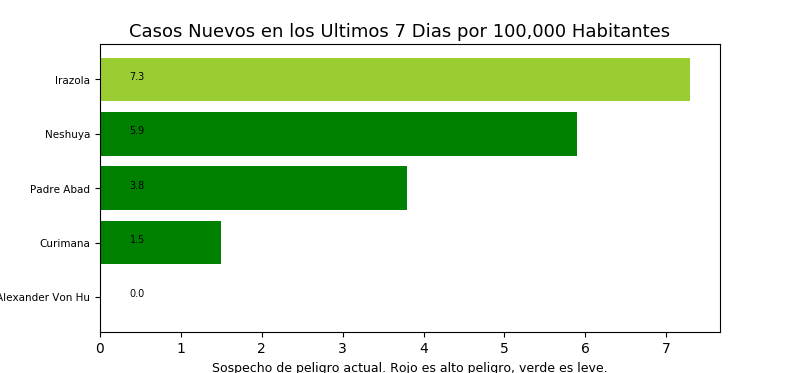 Casos Nuevos en los Ultimos 7 Dias por 100,000 Habitantes
Irazola 7.3
Neshuya 5.9
Padre Abad 3.8
Curimana 1.5
Alexander Von Hu 0.0
0 1 2 3 4 5 6 7
Sospecho de peligro actual. Rojo es alto peligro, verde es leve.